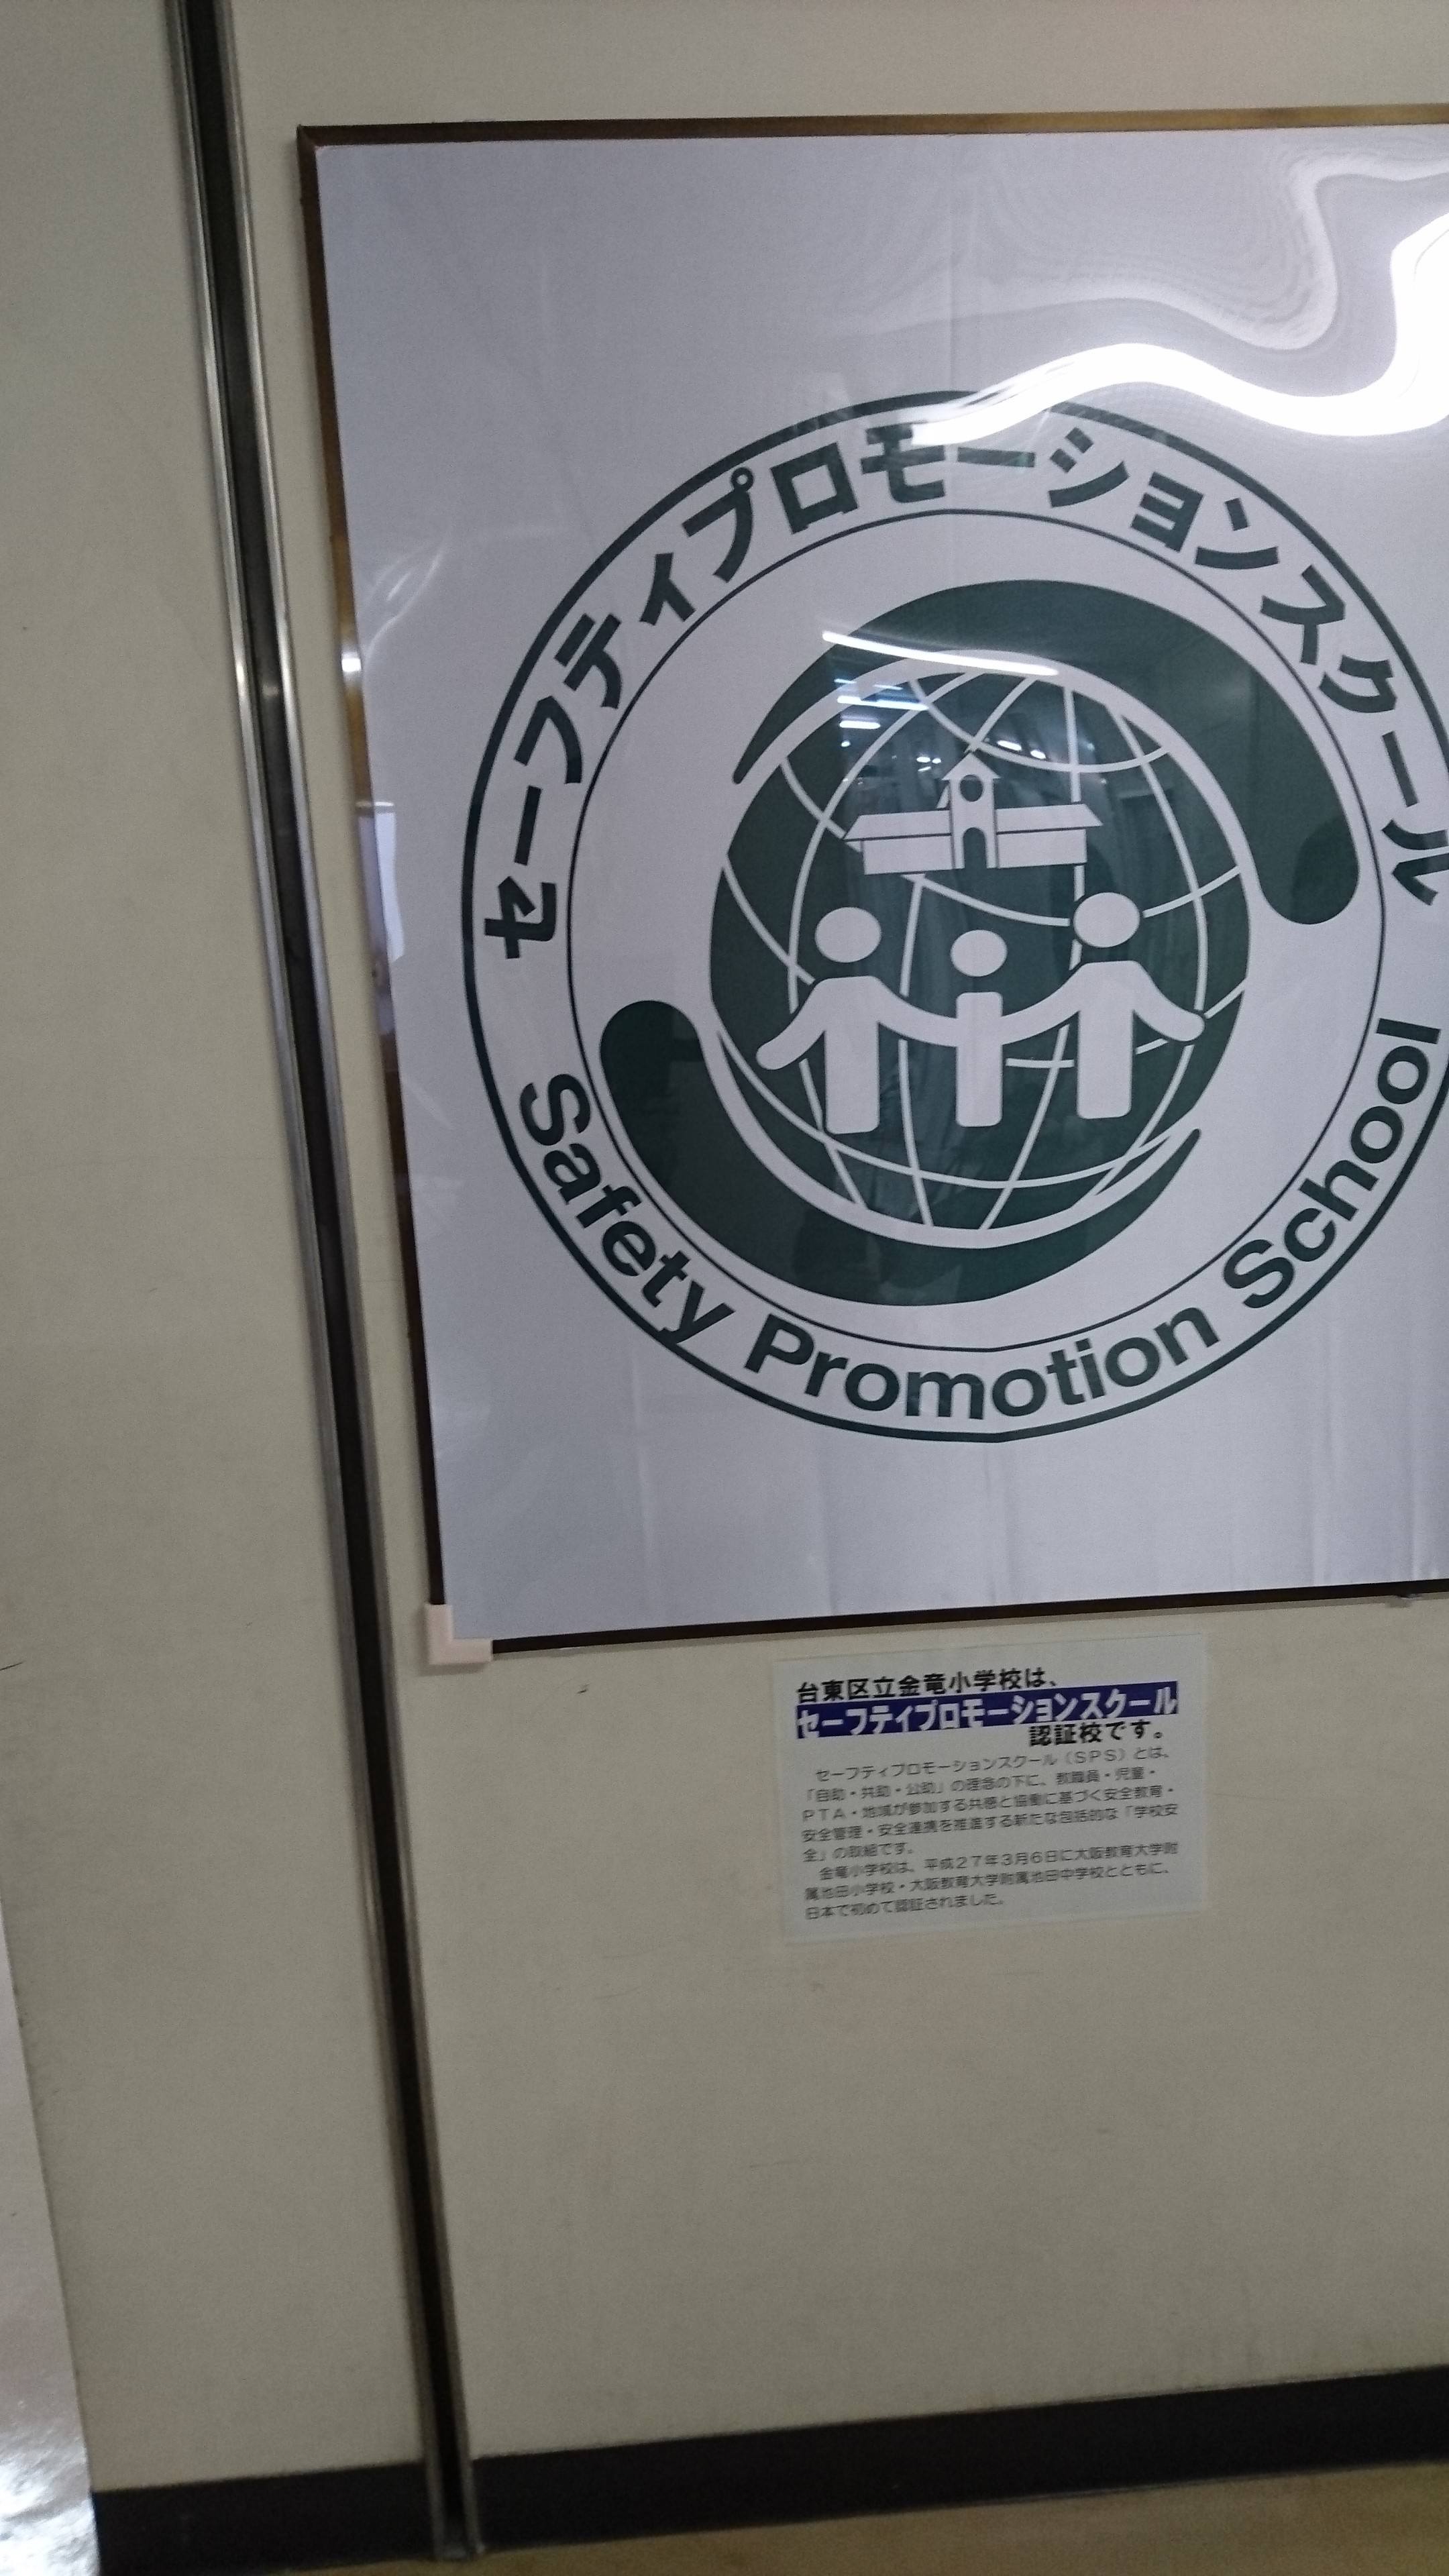 セーフティプロモーションスクール
Safety Promotion School
台東区立金竜小学校は、
セーフティプロモーションスクール
認証校です。
セーフティプロモーションスクール（ＳＰＳ）とは、
「自助・共助・公助」の理念の下に、教職員・児童・
ＰＴＡ・地域が参加する共感と協働に基づく安全教育・
安全管理・安全連携を推進する新たな包括的な「学校安
全」の取組です。
金竜小学校は、平成２７年３月６日に大阪教育大学附
属池田小学校・大阪教育大学附属池田中学校とともに、
日本で初めて認証されました。